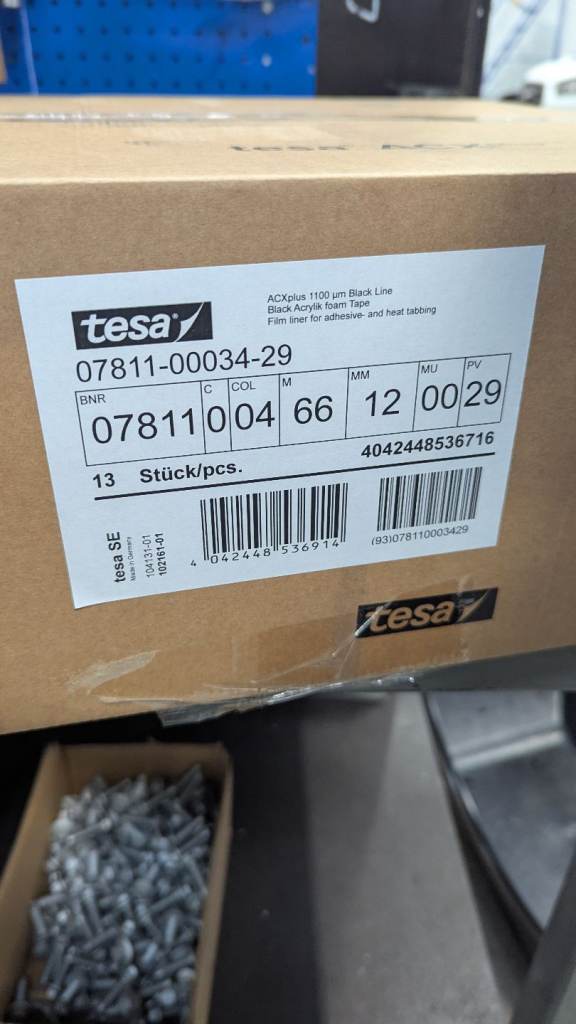 tesa
ACXplus 1100 µm Black Line
Black Acrylik foam Tape
Film liner for adhesive- and heat tabbing
07811-00034-29
BNR C COL M MM MU PV
07811 0 04 66 12 00 29
13 Stück/pcs.
4042448536716
tesa SE
Made in Germany
104131-01
102161-01
4 042448 536914
(93)078110003429
tesa